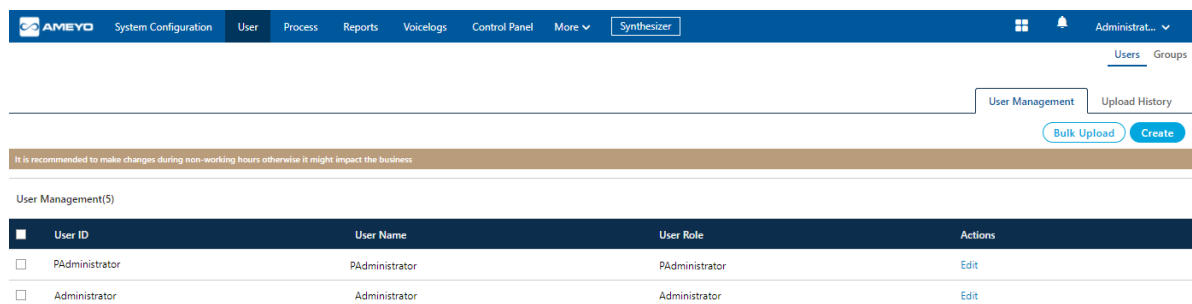 AMEYO System Configuration User Process Reports Voicelogs Control Panel More Synthesizer Administrat...
Users Groups
User Management Upload History
Bulk Upload Create
It is recommended to make changes during non-working hours otherwise it might impact the business
User Management(5)
User ID User Name User Role Actions
PAdministrator PAdministrator PAdministrator Edit
Administrator Administrator Administrator Edit